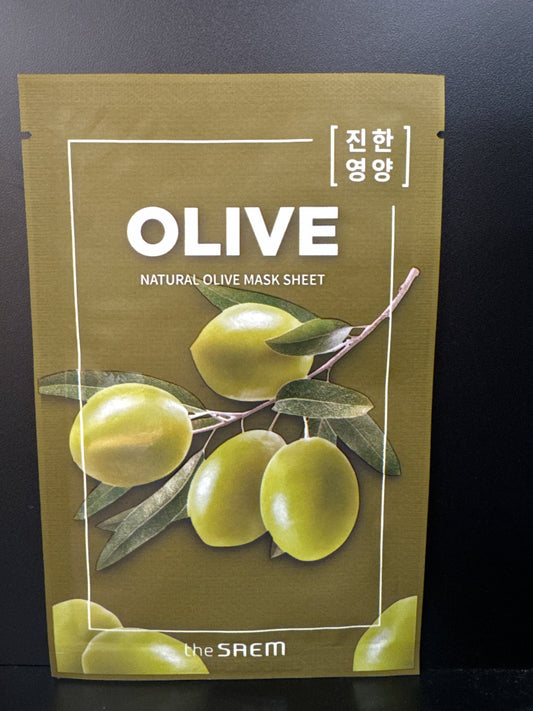 진한
영양
OLIVE
NATURAL OLIVE MASK SHEET
the SAEM